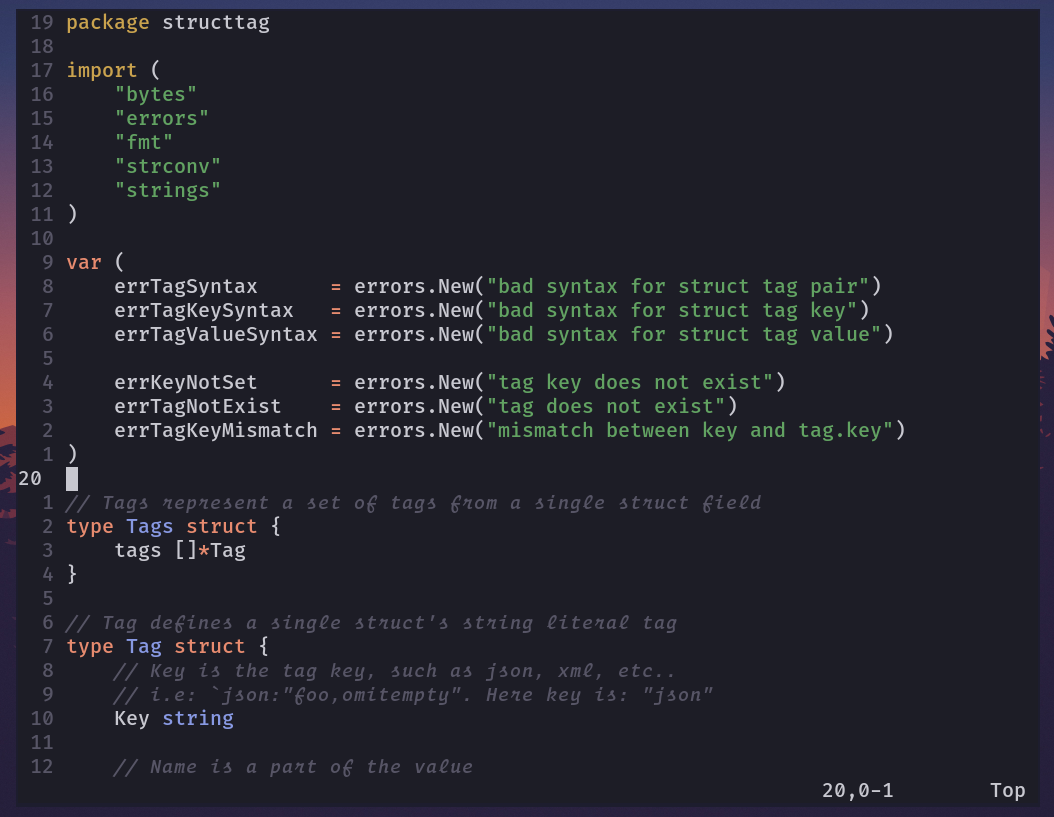 19 package structtag
18
17 import (
16     "bytes"
15     "errors"
14     "fmt"
13     "strconv"
12     "strings"
11 )
10
9 var (
8     errTagSyntax      = errors.New("bad syntax for struct tag pair")
7     errTagKeySyntax   = errors.New("bad syntax for struct tag key")
6     errTagValueSyntax = errors.New("bad syntax for struct tag value")
5
4     errKeyNotSet      = errors.New("tag key does not exist")
3     errTagNotExist    = errors.New("tag does not exist")
2     errTagKeyMismatch = errors.New("mismatch between key and tag.key")
1 )
20
1 // Tags represent a set of tags from a single struct field
2 type Tags struct {
3     tags []*Tag
4 }
5
6 // Tag defines a single struct's string literal tag
7 type Tag struct {
8     // Key is the tag key, such as json, xml, etc..
9     // i.e: `json:"foo,omitempty". Here key is: "json"
10     Key string
11
12     // Name is a part of the value
20,0-1 Top